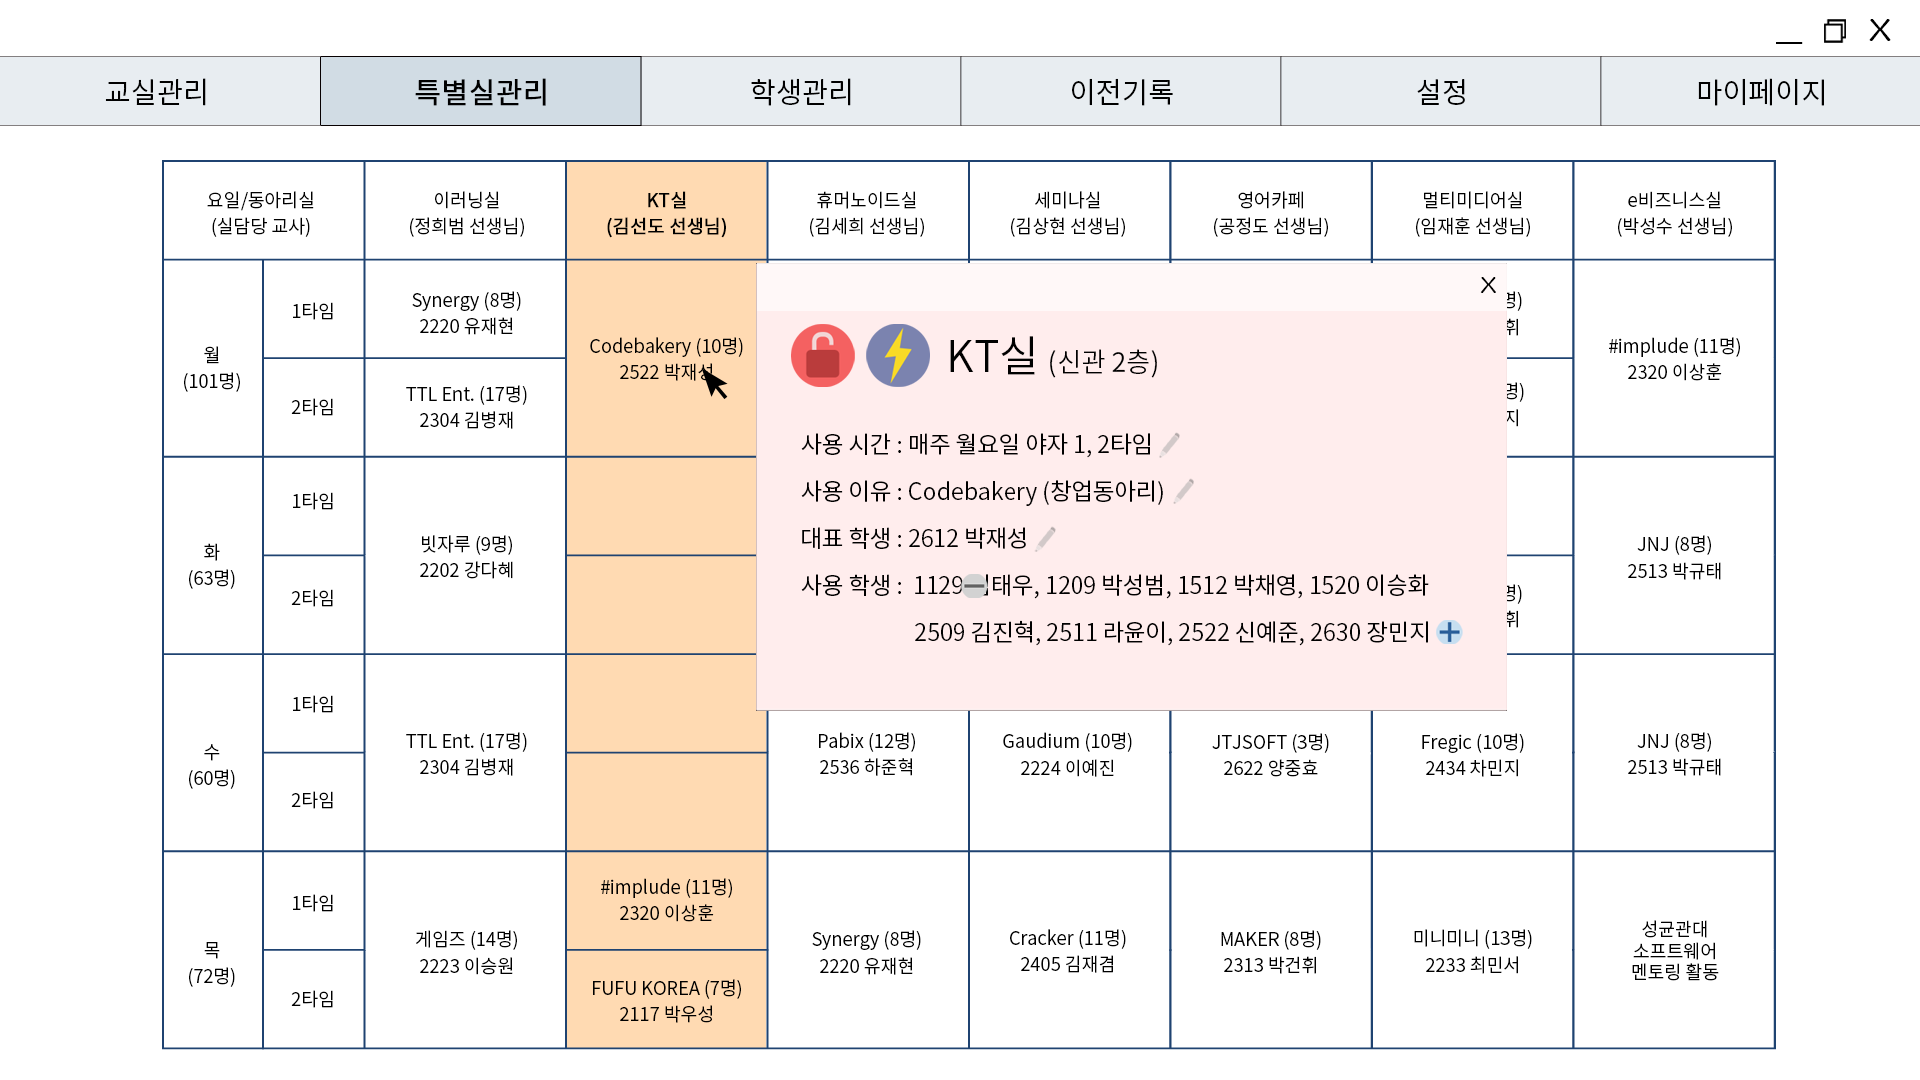 X
교실관리
특별실관리
학생관리
이전기록
설정
마이페이지
요일/동아리실
(실담당 교사)
이러닝실
(정희범 선생님)
KT실
(김선도 선생님)
휴머노이드실
(김세희 선생님)
세미나실
(김상현 선생님)
영어카페
(공정도 선생님)
멀티미디어실
(임재훈 선생님)
e비즈니스실
(박성수 선생님)
월
(101명)
1타임
2타임
Synergy (8명)
2220 유재현
TTL Ent. (17명)
2304 김병재
Codebakery (10명)
2522 박재성
명)
휘
명)
지
#implude (11명)
2320 이상훈
X
KT실 (신관 2층)
사용 시간 : 매주 월요일 야자 1, 2타임
사용 이유 : Codebakery (창업동아리)
대표 학생 : 2612 박재성
사용 학생 : 1129 태우, 1209 박성범, 1512 박채영, 1520 이승화
2509 김진혁, 2511 라윤이, 2522 신예준, 2630 장민지
화
(63명)
1타임
2타임
빗자루 (9명)
2202 강다혜
명)
휘
JNJ (8명)
2513 박규태
수
(60명)
1타임
2타임
TTL Ent. (17명)
2304 김병재
Pabix (12명)
2536 하준혁
Gaudium (10명)
2224 이예진
JTJSOFT (3명)
2622 양중효
Fregic (10명)
2434 차민지
JNJ (8명)
2513 박규태
목
(72명)
1타임
2타임
게임즈 (14명)
2223 이승원
#implude (11명)
2320 이상훈
FUFU KOREA (7명)
2117 박우성
Synergy (8명)
2220 유재현
Cracker (11명)
2405 김재겸
MAKER (8명)
2313 박건휘
미니미니 (13명)
2233 최민서
성균관대
소프트웨어
멘토링 활동